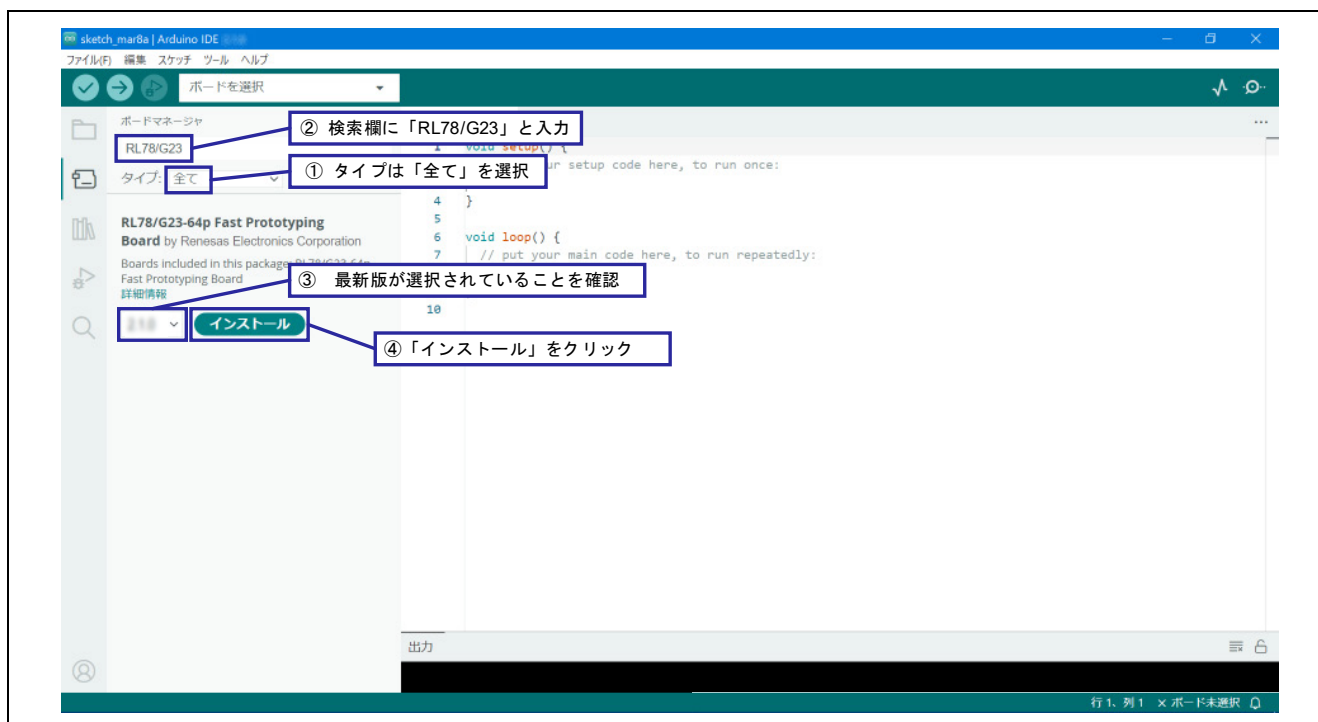 sketch_mar8a | Arduino IDE
ファイル(F) 編集 スケッチ ツール ヘルプ
ボードを選択
ボードマネージャ
RL78/G23
② 検索欄に「RL78/G23」と入力
タイプ: 全て
① タイプは「全て」を選択
RL78/G23-64p Fast Prototyping
Board by Renesas Electronics Corporation
Boards included in this package:
Fast Prototyping Board
詳細情報
③ 最新版が選択されていることを確認
インストール
④「インストール」をクリック
1 void setup() {
setup code here, to run once:
4 }
5
6 void loop() {
7 // put your main code here, to run repeatedly:
10
出力
行 1、列 1 × ボード未選択